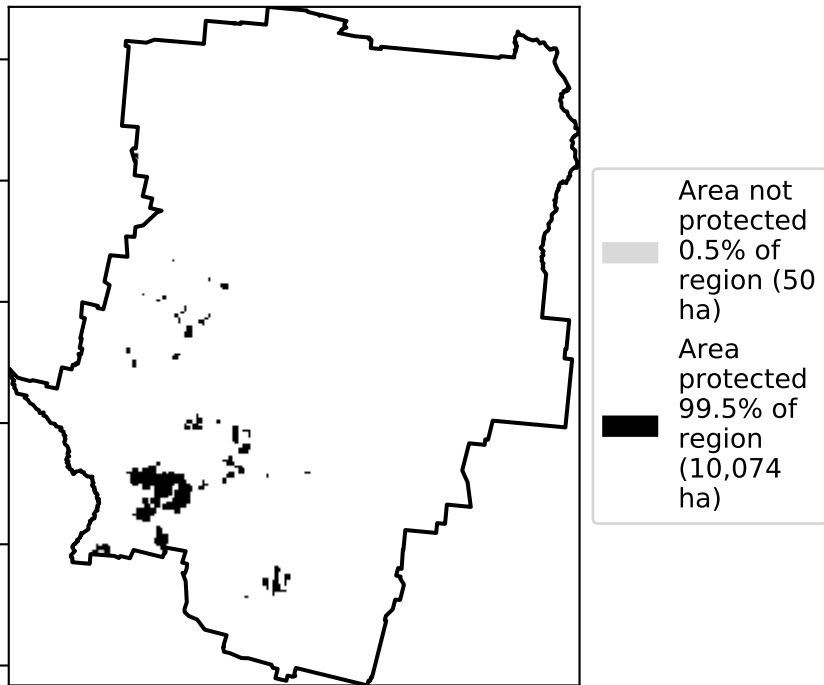 Area not
protected
0.5% of
region (50
ha)
Area
protected
99.5% of
region
(10,074
ha)